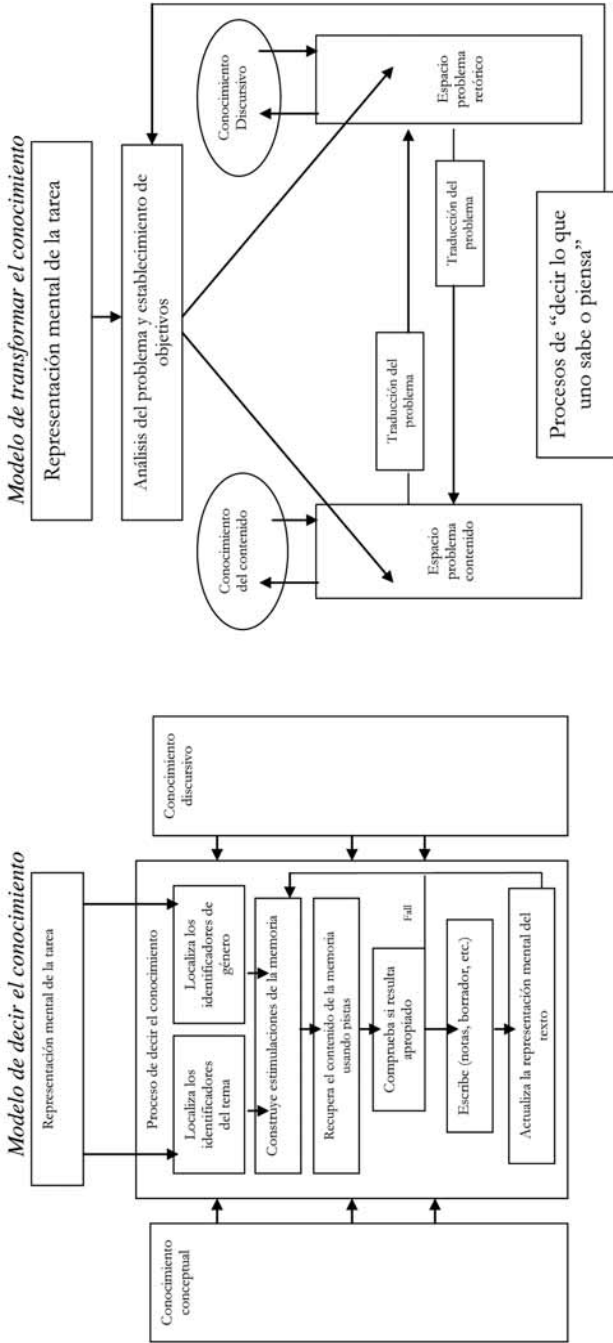 Modelo de decir el conocimiento
Representación mental de la tarea
Conocimiento
conceptual
Proceso de decir el conocimiento
Localiza los
identificadores
del tema
Localiza los
identificadores de
género
Construye estimulaciones de la memoria
Recupera el contenido de la memoria
usando pistas
Comprueba si resulta
apropiado
Fall
Escribe (notas, borrador, etc.)
Actualiza la representación mental del
texto
Conocimiento
discursivo
Modelo de transformar el conocimiento
Representación mental de la tarea
Análisis del problema y establecimiento de
objetivos
Conocimiento
del contenido
Conocimiento
Discursivo
Espacio
problema
contenido
Traducción del
problema
Traducción del
problema
Espacio
problema
retórico
Procesos de “decir lo que
uno sabe o piensa”